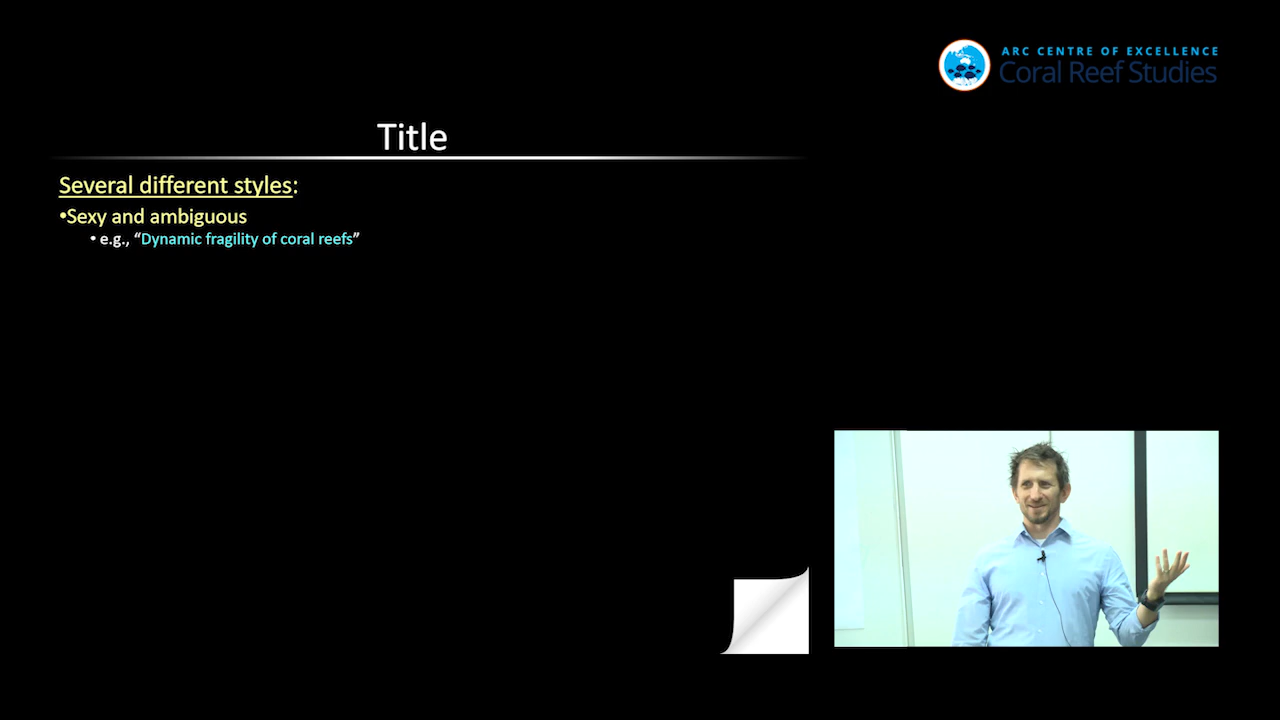 ARC CENTRE OF EXCELLENCE
Coral Reef Studies
Title
Several different styles:
•Sexy and ambiguous
• e.g., “Dynamic fragility of coral reefs”